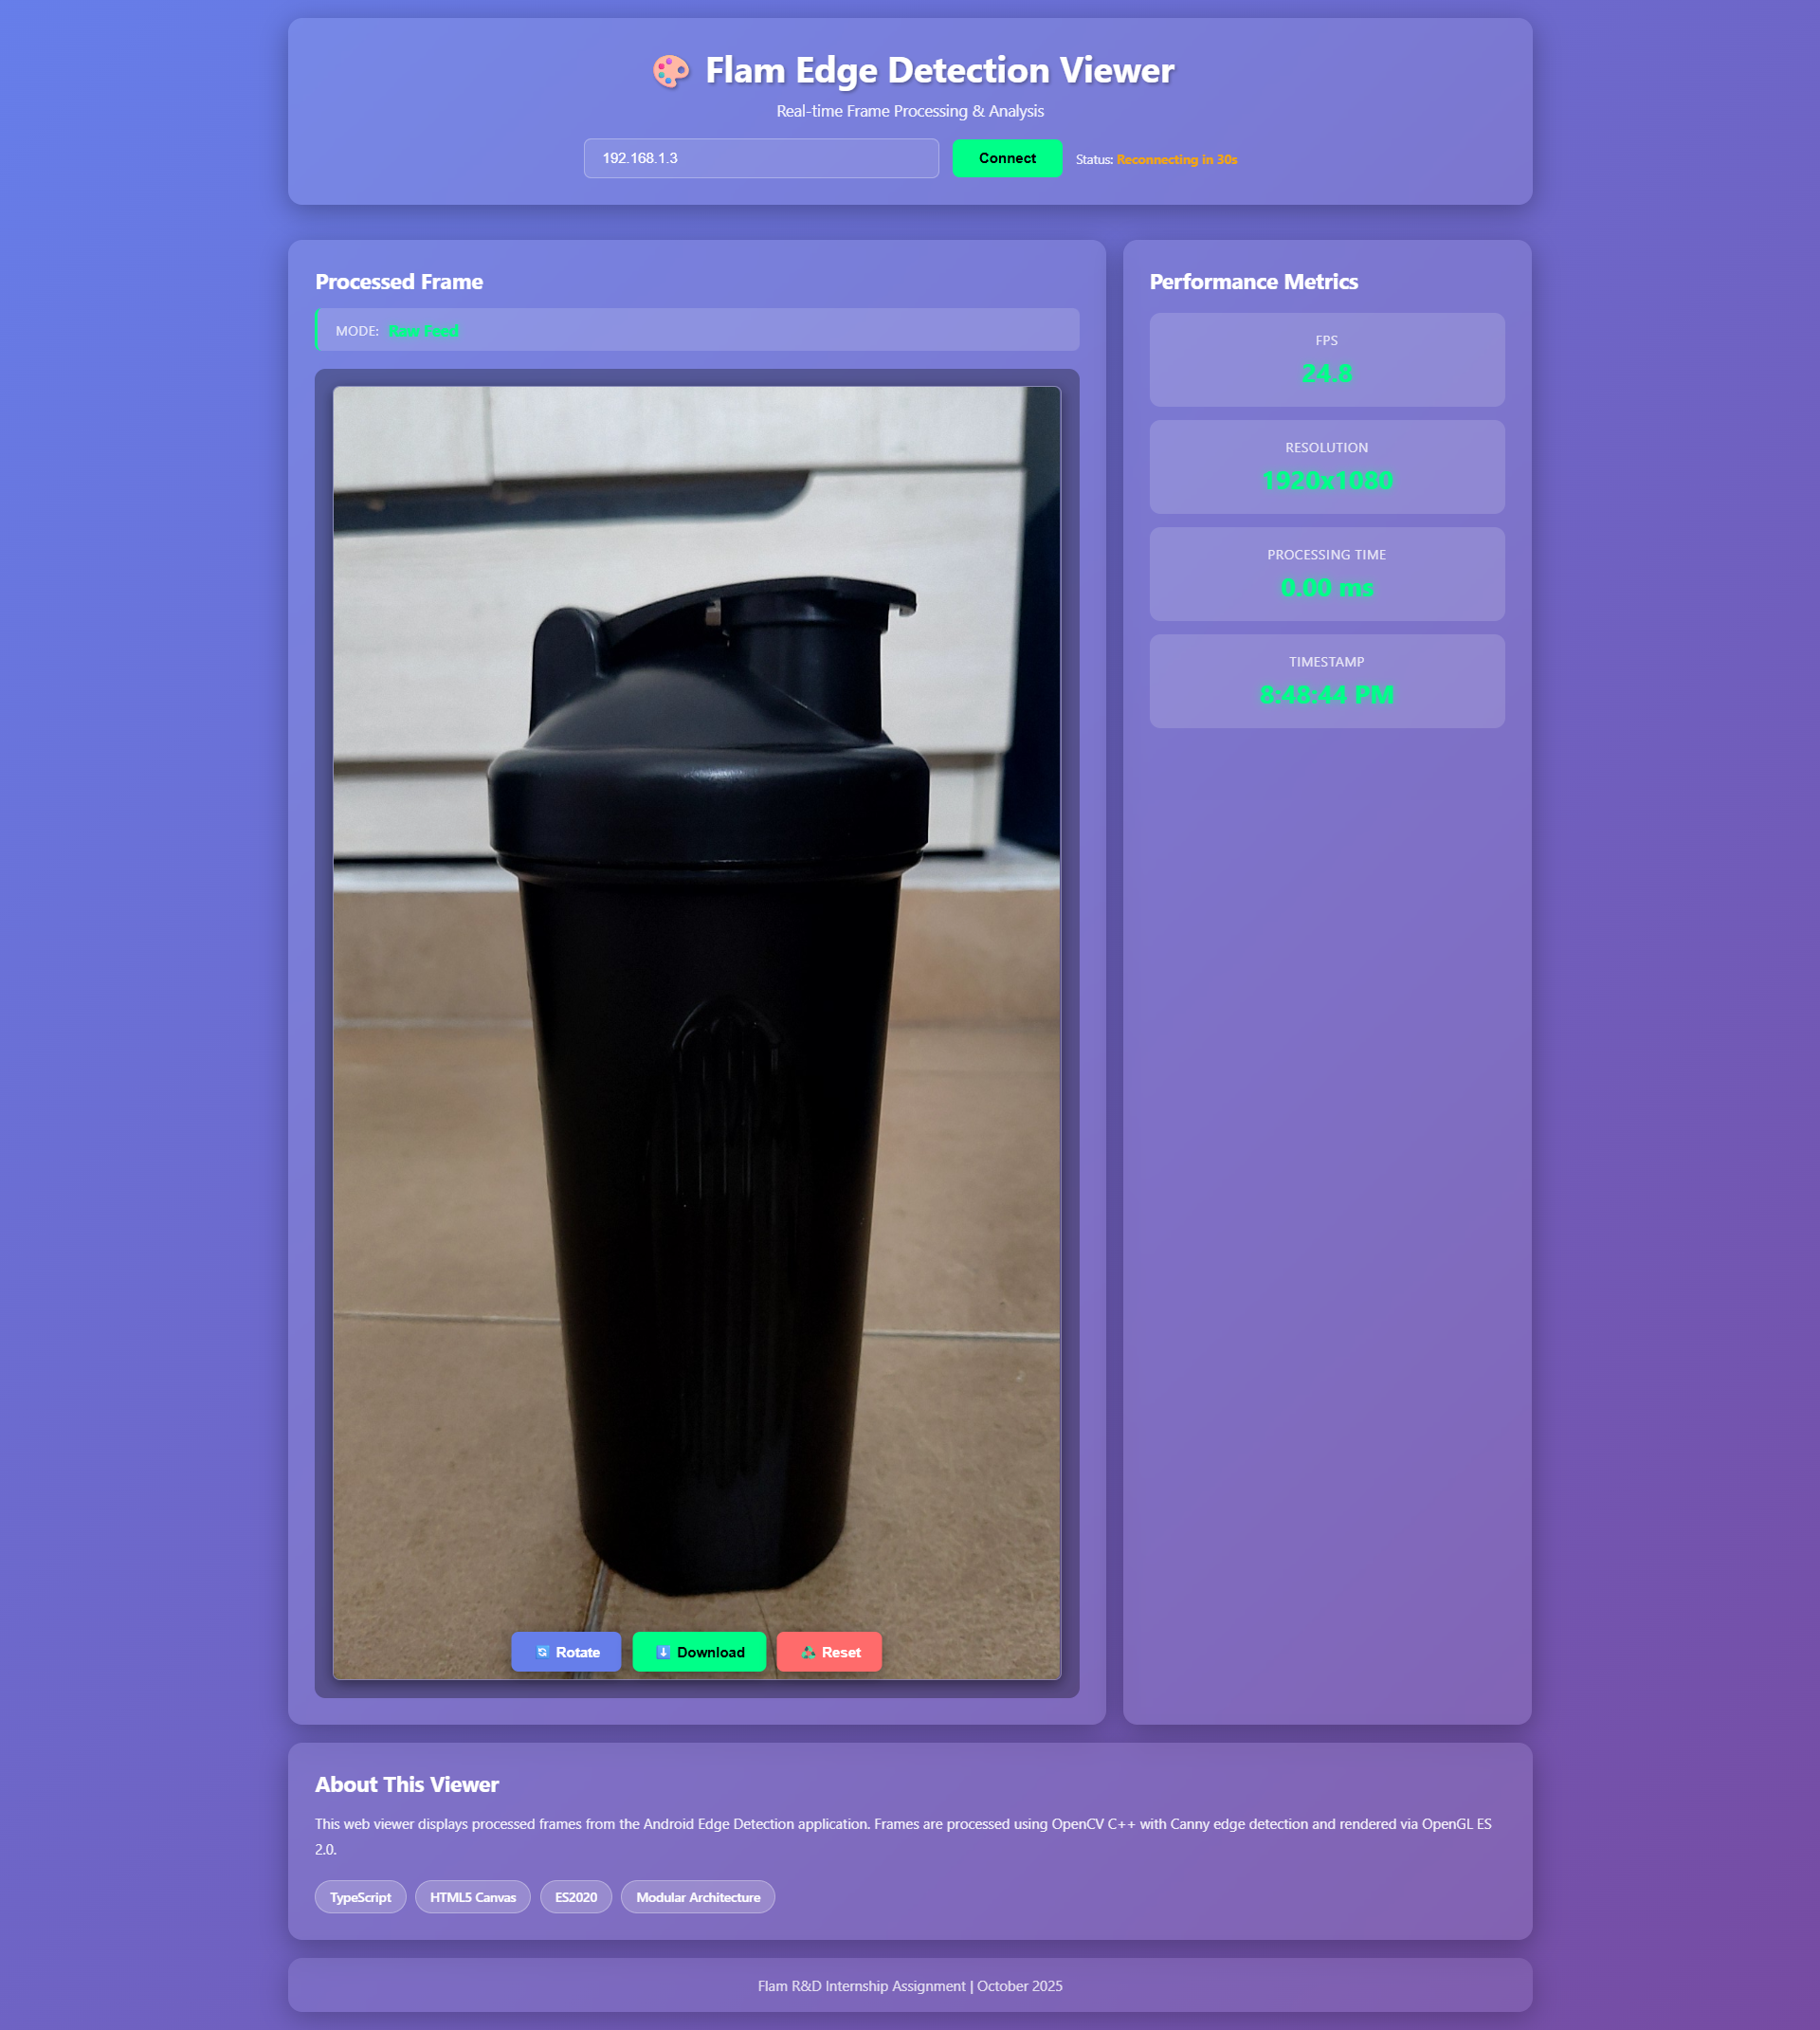 🎨 Flam Edge Detection Viewer
Real-time Frame Processing & Analysis
192.168.1.3 Connect Status: Reconnecting in 30s
Processed Frame
MODE: Raw Feed
🔄 Rotate ⬇️ Download ♻️ Reset
Performance Metrics
FPS
24.8
RESOLUTION
1920x1080
PROCESSING TIME
0.00 ms
TIMESTAMP
8:48:44 PM
About This Viewer
This web viewer displays processed frames from the Android Edge Detection application. Frames are processed using OpenCV C++ with Canny edge detection and rendered via OpenGL ES
2.0.
TypeScript HTML5 Canvas ES2020 Modular Architecture
Flam R&D Internship Assignment | October 2025